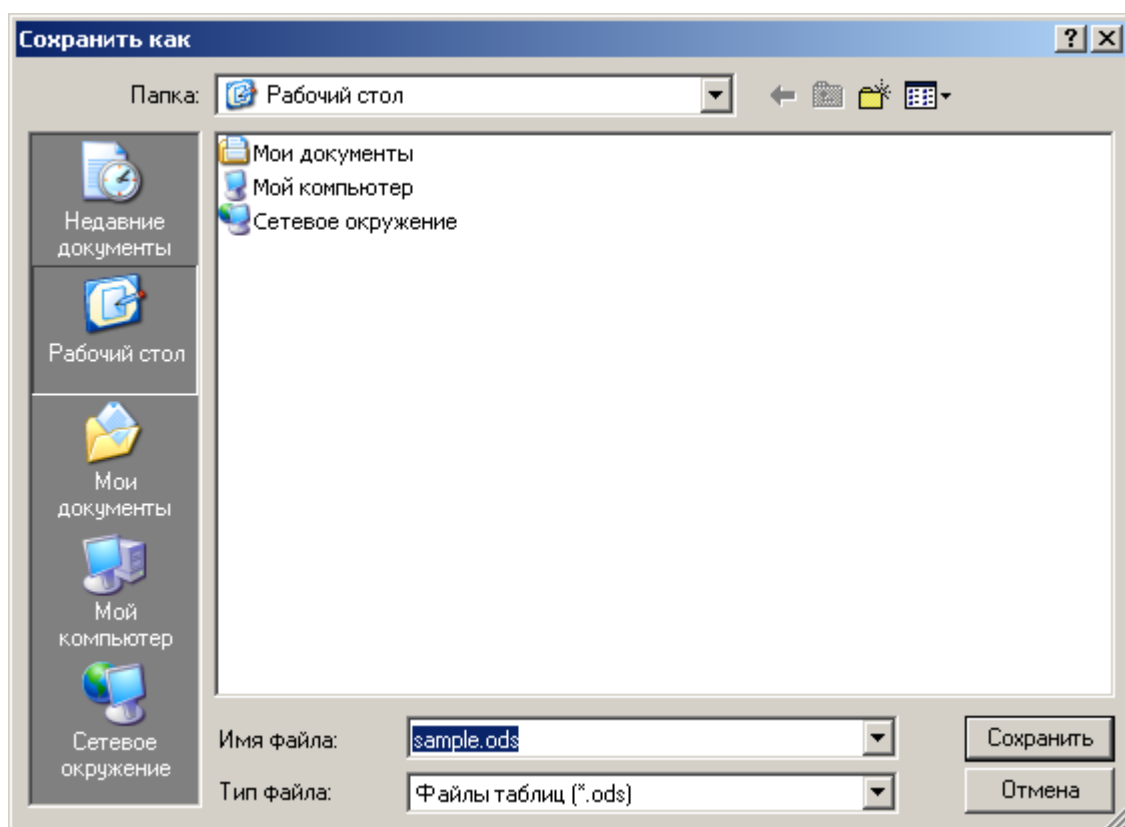 Сохранить как
Папка:
Рабочий стол
Недавние
документы
Рабочий стол
Мои
документы
Мой
компьютер
Сетевое
окружение
Мои документы
Мой компьютер
Сетевое окружение
Имя файла:
sample.ods
Сохранить
Тип файла:
Файлы таблиц (*.ods)
Отмена